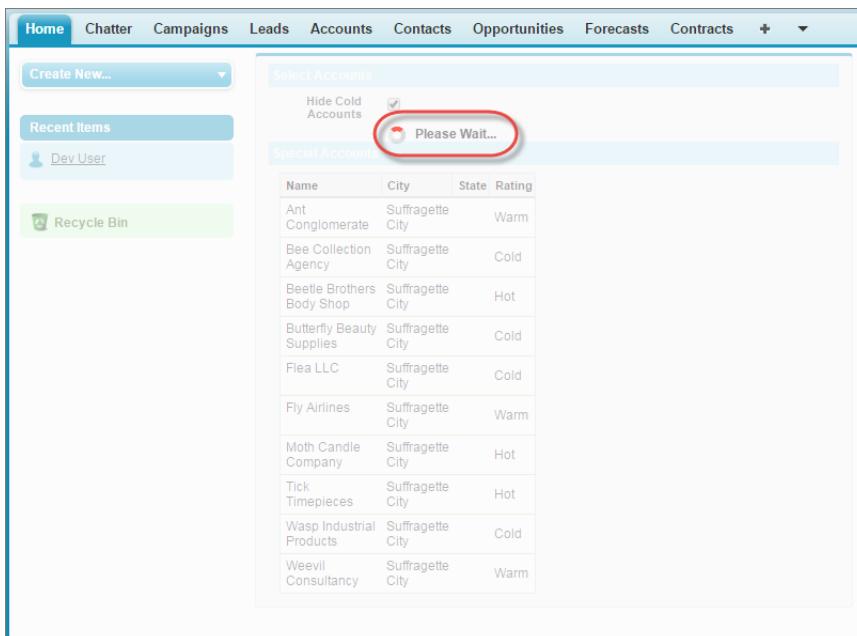 Home Chatter Campaigns Leads Accounts Contacts Opportunities Forecasts Contracts +
Create New...
Recent Items
Dev User
Recycle Bin
Select Accounts
Hide Cold
Accounts
Please Wait...
Special Accounts
Name City State Rating
Ant
Conglomerate
Suffragette
City
Warm
Bee Collection
Agency
Suffragette
City
Cold
Beetle Brothers
Body Shop
Suffragette
City
Hot
Butterfly Beauty
Supplies
Suffragette
City
Cold
Flea LLC
Suffragette
City
Cold
Fly Airlines
Suffragette
City
Warm
Moth Candle
Company
Suffragette
City
Hot
Tick
Timepieces
Suffragette
City
Hot
Wasp Industrial
Products
Suffragette
City
Cold
Weevil
Consultancy
Suffragette
City
Warm